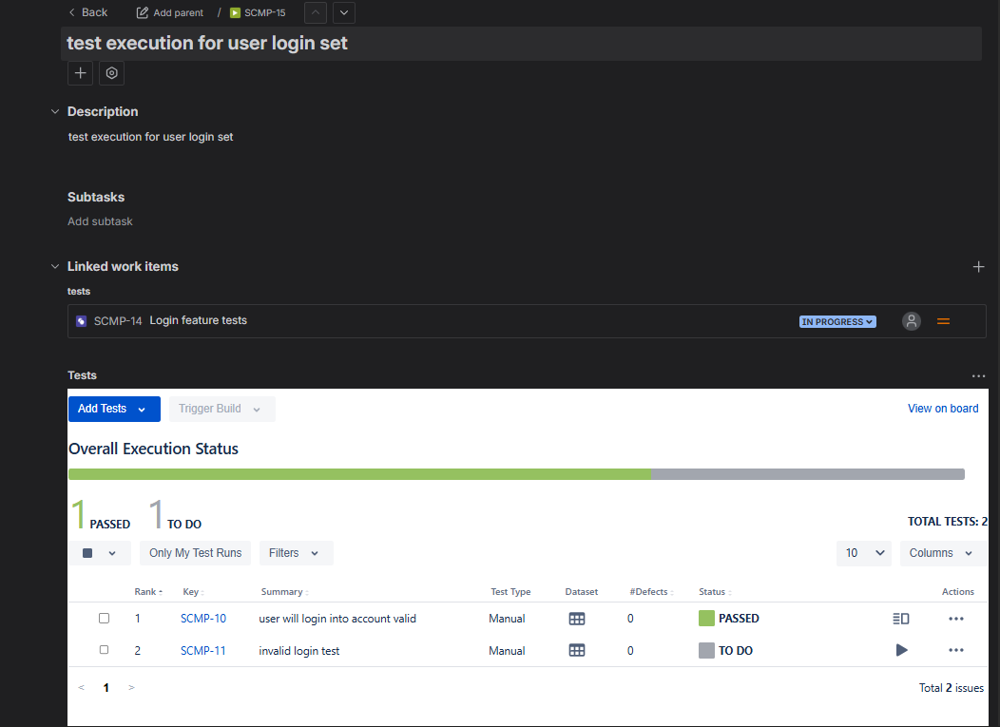 Back Add parent / SCMP-15
test execution for user login set
Description
test execution for user login set
Subtasks
Add subtask
Linked work items
tests
SCMP-14 Login feature tests IN PROGRESS
Tests
Add Tests Trigger Build View on board
Overall Execution Status
1 PASSED 1 TO DO TOTAL TESTS: 2
Only My Test Runs Filters 10 Columns
Rank Key Summary Test Type Dataset #Defects Status Actions
1 SCMP-10 user will login into account valid Manual 0 PASSED
2 SCMP-11 invalid login test Manual 0 TO DO
< 1 > Total 2 issues